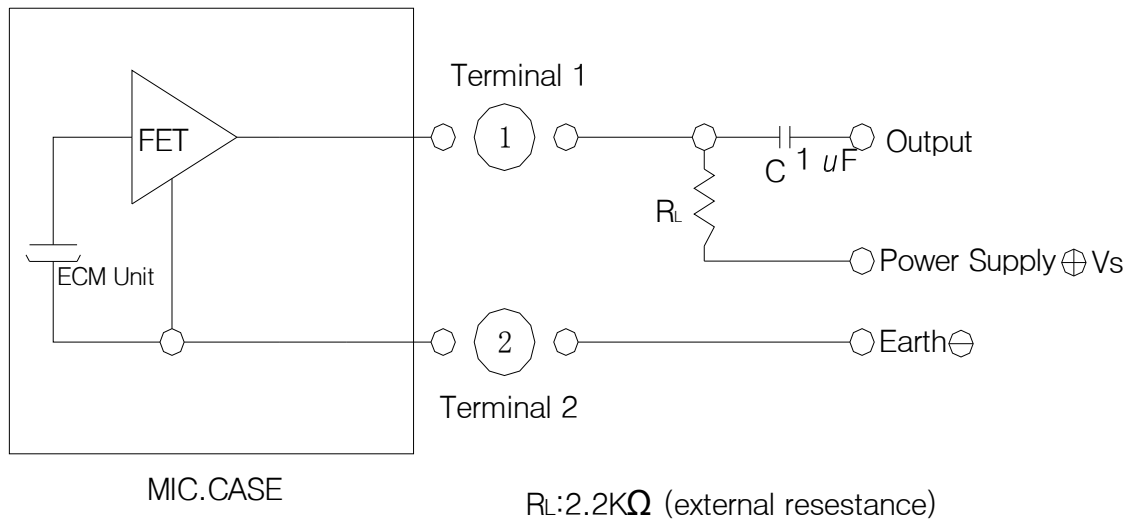 Terminal 1
FET
1
Output
C 1 uF
RL
ECM Unit
Power Supply ⊕ Vs
2
Earth ⊖
Terminal 2
MIC.CASE
RL:2.2KΩ (external resestance)